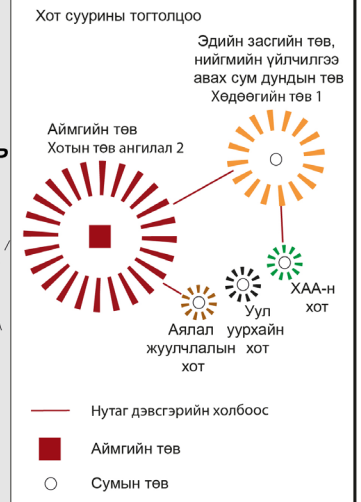 Хот суурины тогтолцоо
Эдийн засгийн төв,
нийгмийн үйлчилгээ
авах сум дундын төв
Хөдөөгийн төв 1
Аймгийн төв
Хотын төв ангилал 2
ХАА-н
хот
Уул
уурхайн
хот
Аялал
жуулчлалын
хот
Нутаг дэвсгэрийн холбоос
Аймгийн төв
Сумын төв